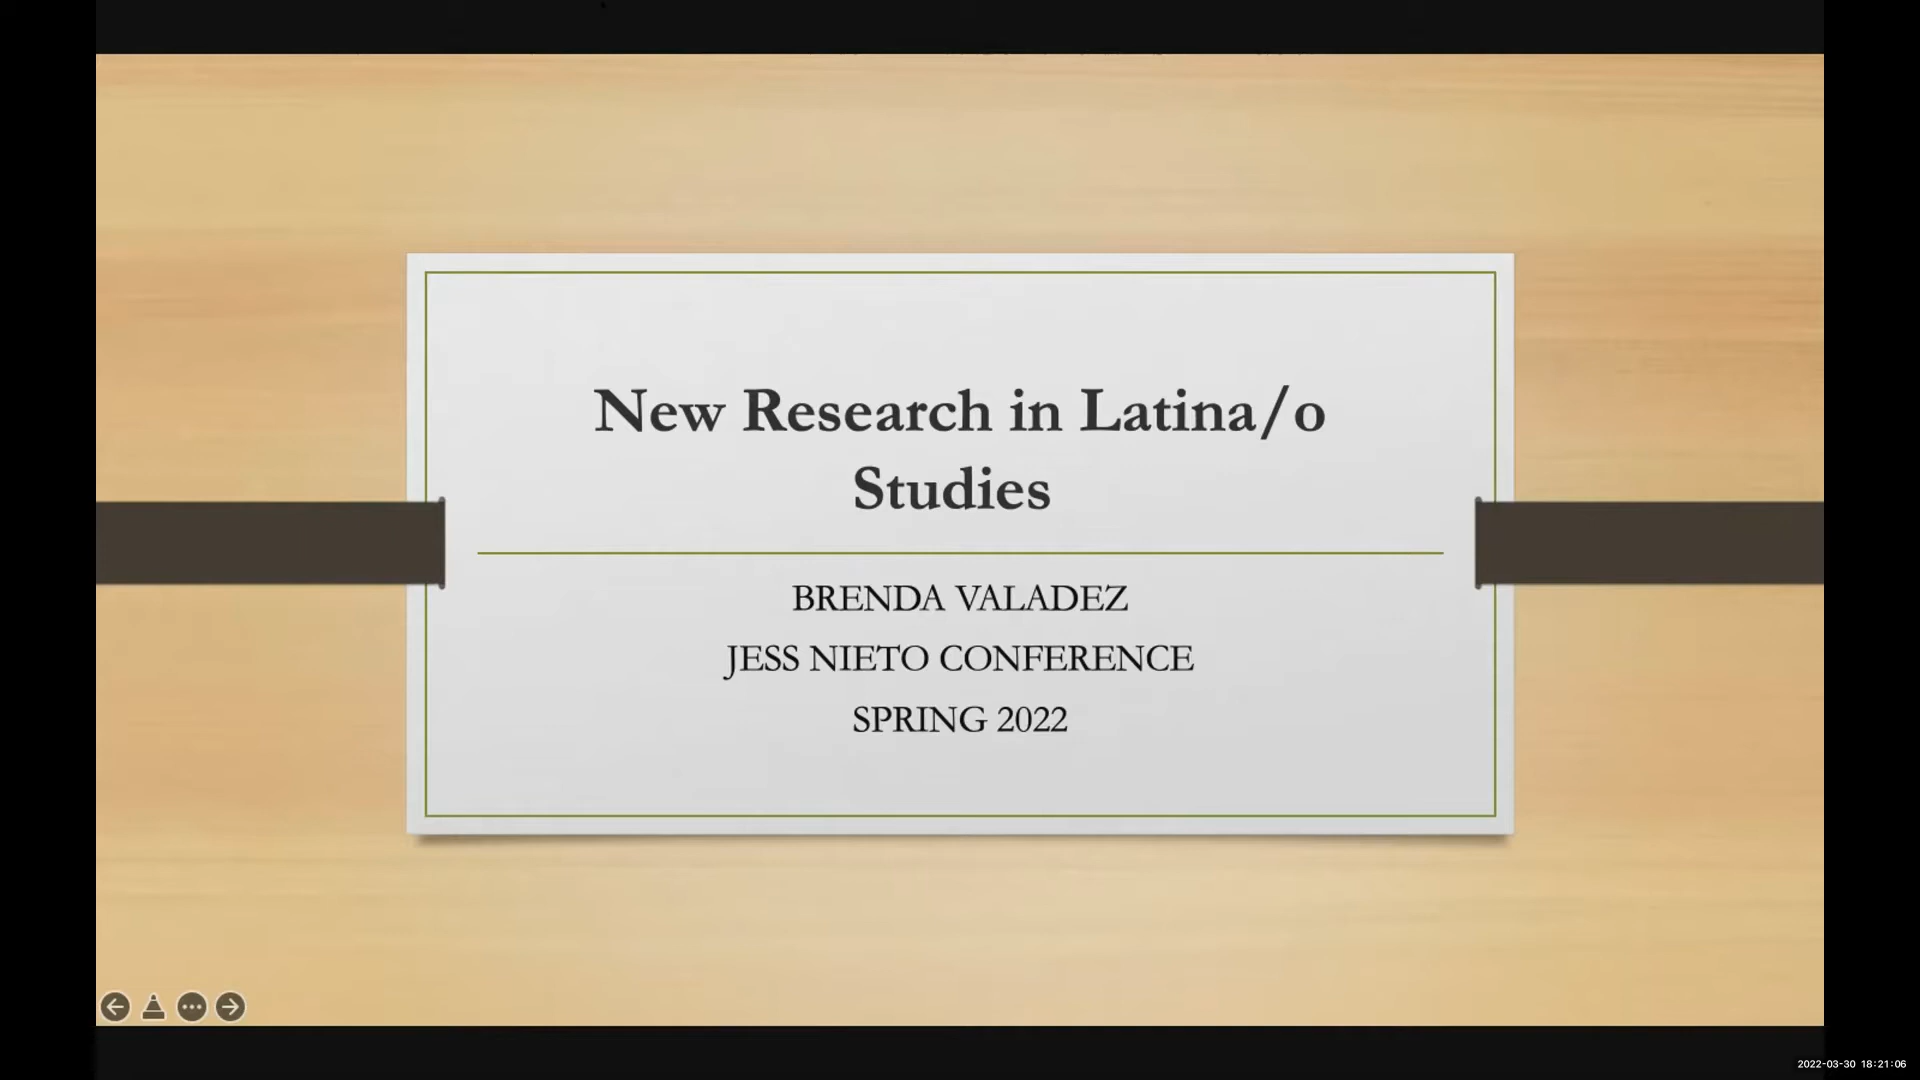 New Research in Latina/o
Studies
BRENDA VALADEZ
JESS NIETO CONFERENCE
SPRING 2022
2022-03-30 18:21:06